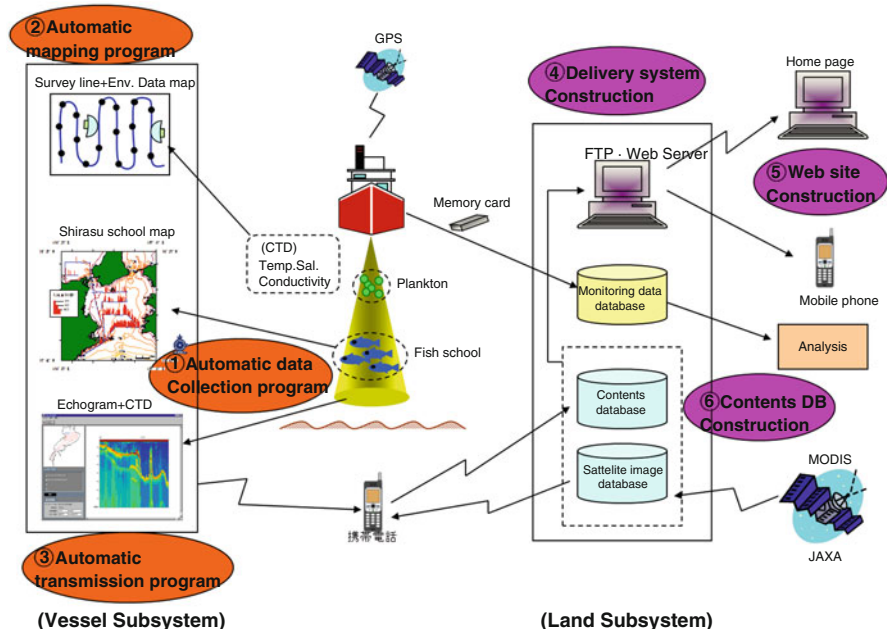 ②Automatic
mapping program
Survey line+Env. Data map
Shirasu school map
①Automatic data
Collection program
Echogram+CTD
③Automatic
transmission program
(Vessel Subsystem)
GPS
Memory card
(CTD)
Temp.Sal.
Conductivity
Plankton
Fish school
携帯電話
④Delivery system
Construction
FTP · Web Server
Monitoring data
database
Contents
database
Sattelite image
database
(Land Subsystem)
Home page
⑤Web site
Construction
Mobile phone
Analysis
⑥Contents DB
Construction
MODIS
JAXA